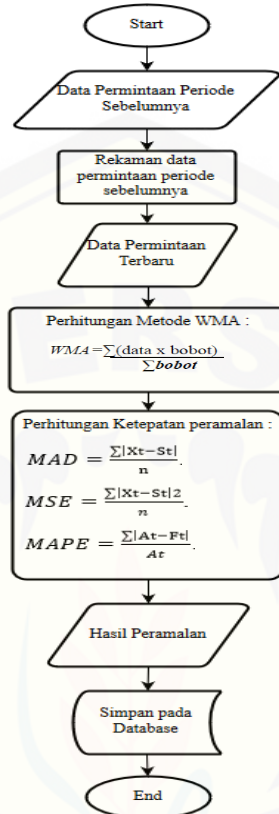 Start
Data Permintaan Periode
Sebelumnya
Rekaman data
permintaan periode
sebelumnya
Data Permintaan
Terbaru
Perhitungan Metode WMA :
WMA = ∑(data x bobot)
∑bobot
Perhitungan Ketepatan peramalan :
MAD = ∑|Xt-St|
n.
MSE = ∑|Xt-St|2
n.
MAPE = ∑|At-Ft|
At.
Hasil Peramalan
Simpan pada
Database
End